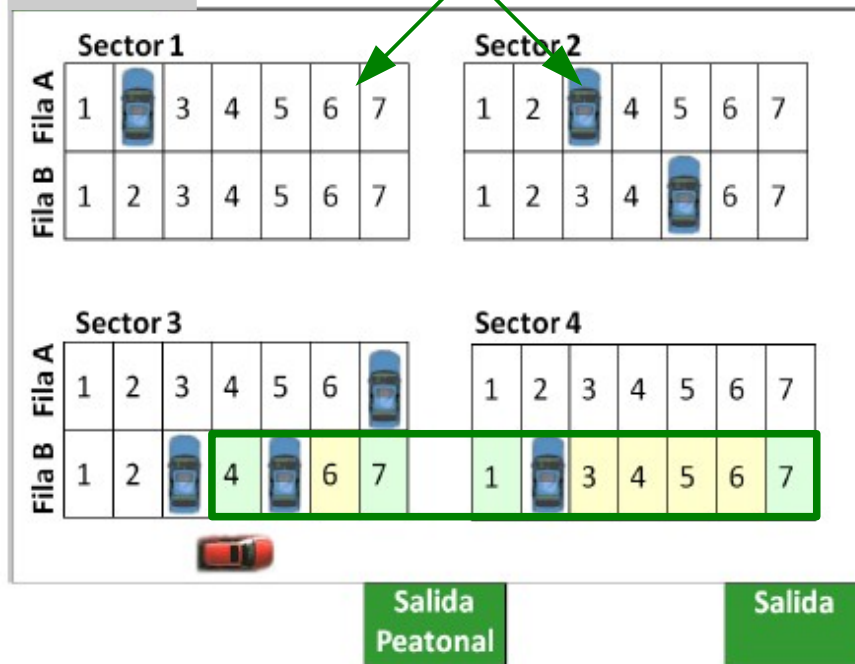 Sector 1
Fila A
1 3 4 5 6 7
Fila B
1 2 3 4 5 6 7
Sector 2
1 2 4 5 6 7
1 2 3 4 6 7
Sector 3
Fila A
1 2 3 4 5 6
Fila B
1 2 4 6 7
Sector 4
1 2 3 4 5 6 7
1 3 4 5 6 7
Salida
Peatonal
Salida